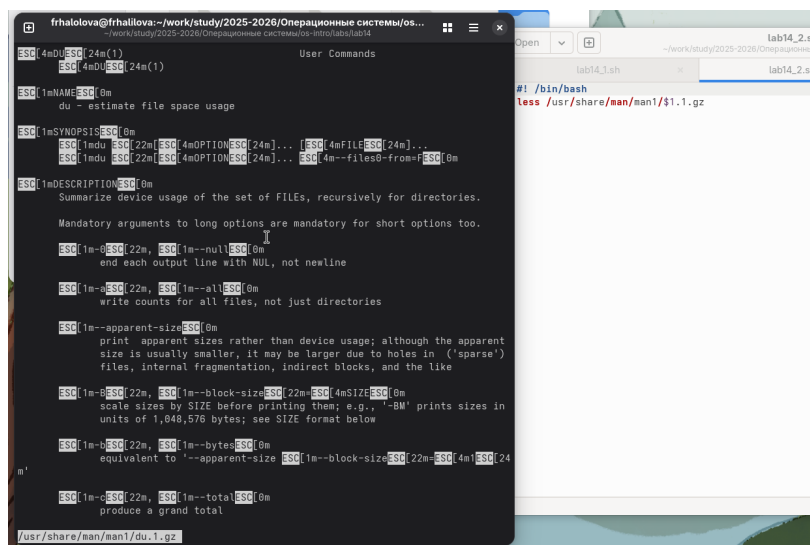 frhalolova@frhalilova:~/work/study/2025-2026/Операционные системы/os…
~/work/study/2025-2026/Операционные системы/os-intro/labs/lab14
ESC[4mDUESC[24m(1) User Commands
ESC[4mDUESC[24m(1)
ESC[1mNAMEESC[0m
du - estimate file space usage
ESC[1mSYNOPSISESC[0m
ESC[1mdu ESC[22m[ESC[4mOPTIONESC[24m]... [ESC[4mFILEESC[24m]...
ESC[1mdu ESC[22m[ESC[4mOPTIONESC[24m]... ESC[4m--files0-from=FESC[0m
ESC[1mDESCRIPTIONESC[0m
Summarize device usage of the set of FILEs, recursively for directories.
Mandatory arguments to long options are mandatory for short options too.
ESC[1m-0ESC[22m, ESC[1m--nullESC[0m
end each output line with NUL, not newline
ESC[1m-aESC[22m, ESC[1m--allESC[0m
write counts for all files, not just directories
ESC[1m--apparent-sizeESC[0m
print apparent sizes rather than device usage; although the apparent
size is usually smaller, it may be larger due to holes in ('sparse')
files, internal fragmentation, indirect blocks, and the like
ESC[1m-BESC[22m, ESC[1m--block-sizeESC[22m=ESC[4mSIZEESC[0m
scale sizes by SIZE before printing them; e.g., '-BM' prints sizes in
units of 1,048,576 bytes; see SIZE format below
ESC[1m-bESC[22m, ESC[1m--bytesESC[0m
equivalent to '--apparent-size ESC[1m--block-sizeESC[22m=ESC[4m1ESC[24
m'
ESC[1m-cESC[22m, ESC[1m--totalESC[0m
produce a grand total
/usr/share/man/man1/du.1.gz
Open
lab14_2.s
~/work/study/2025-2026/Операционн
lab14_1.sh
lab14_2.s
#! /bin/bash
less /usr/share/man/man1/$1.1.gz